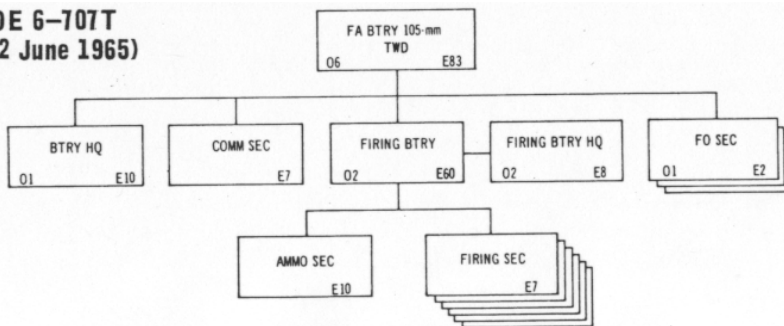 OE 6-707T
2 June 1965)
FA BTRY 105-mm
TWD
O6 E83
BTRY HQ
O1 E10
COMM SEC
E7
FIRING BTRY
O2 E60
FIRING BTRY HQ
O2 E8
FO SEC
O1 E2
AMMO SEC
E10
FIRING SEC
E7